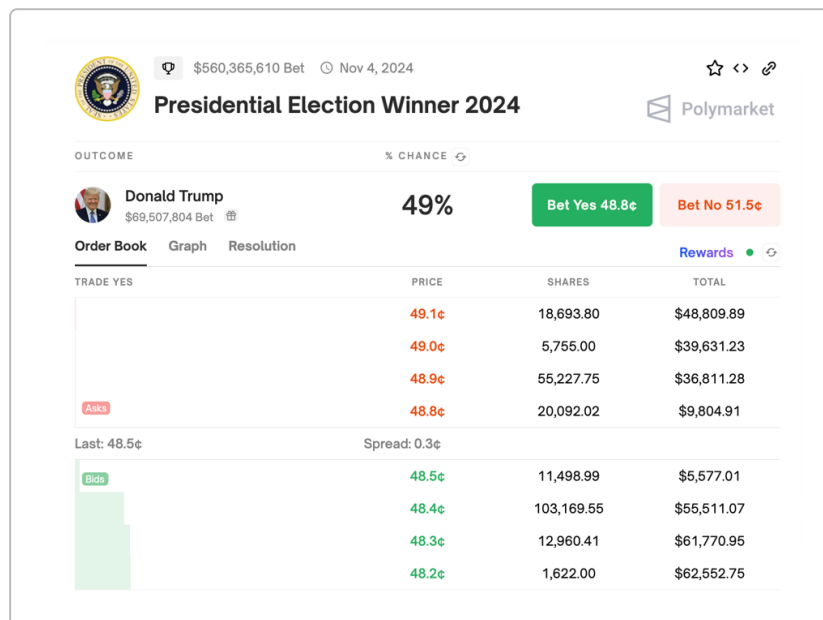 $560,365,610 Bet Nov 4, 2024
Presidential Election Winner 2024
Polymarket
OUTCOME % CHANCE
Donald Trump
$69,507,804 Bet
49%
Bet Yes 48.8¢ Bet No 51.5¢
Order Book Graph Resolution
Rewards
TRADE YES PRICE SHARES TOTAL
49.1¢ 18,693.80 $48,809.89
49.0¢ 5,755.00 $39,631.23
48.9¢ 55,227.75 $36,811.28
Asks 48.8¢ 20,092.02 $9,804.91
Last: 48.5¢ Spread: 0.3¢
Bids 48.5¢ 11,498.99 $5,577.01
48.4¢ 103,169.55 $55,511.07
48.3¢ 12,960.41 $61,770.95
48.2¢ 1,622.00 $62,552.75